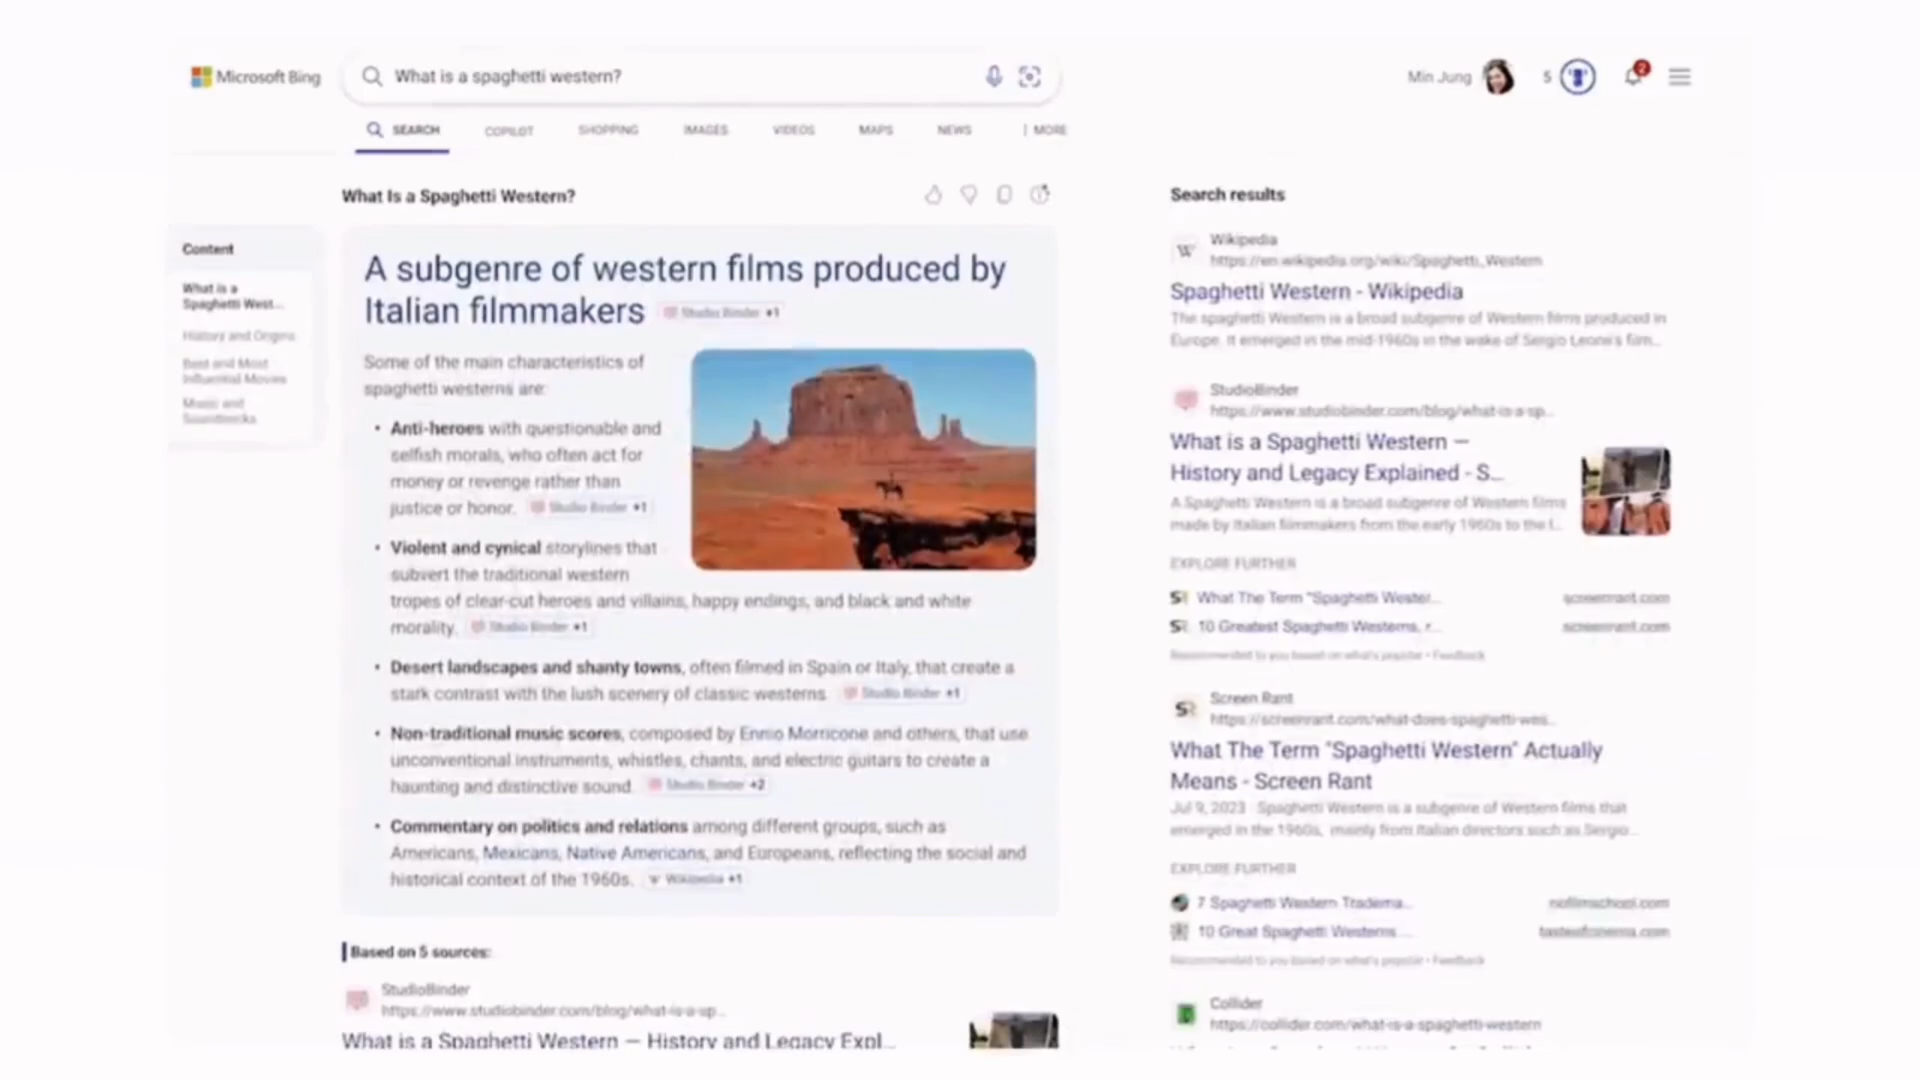 Microsoft Bing
What is a spaghetti western?
Min Jung
5
2
SEARCH
COPILOT
SHOPPING
IMAGES
VIDEOS
MAPS
NEWS
MORE
What Is a Spaghetti Western?
Content
What is a
Spaghetti West...
History and Origins
Best and Most
Influential Movies
Music and
Soundtracks
A subgenre of western films produced by
Italian filmmakers Studio Binder +1
Some of the main characteristics of
spaghetti westerns are:
• Anti-heroes with questionable and
selfish morals, who often act for
money or revenge rather than
justice or honor. Studio Binder +1
• Violent and cynical storylines that
subvert the traditional western
tropes of clear-cut heroes and villains, happy endings, and black and white
morality. Studio Binder +1
• Desert landscapes and shanty towns, often filmed in Spain or Italy, that create a
stark contrast with the lush scenery of classic westerns. Studio Binder +1
• Non-traditional music scores, composed by Ennio Morricone and others, that use
unconventional instruments, whistles, chants, and electric guitars to create a
haunting and distinctive sound. Studio Binder +2
• Commentary on politics and relations among different groups, such as
Americans, Mexicans, Native Americans, and Europeans, reflecting the social and
historical context of the 1960s. W Wikipedia +1
Based on 5 sources:
StudioBinder
https://www.studiobinder.com/blog/what-is-a-sp...
What is a Spaghetti Western — History and Legacy Expl...
Search results
W Wikipedia
https://en.wikipedia.org/wiki/Spaghetti_Western
Spaghetti Western - Wikipedia
The spaghetti Western is a broad subgenre of Western films produced in
Europe. It emerged in the mid-1960s in the wake of Sergio Leone's film...
StudioBinder
https://www.studiobinder.com/blog/what-is-a-sp...
What is a Spaghetti Western —
History and Legacy Explained - S...
A Spaghetti Western is a broad subgenre of Western films
made by Italian filmmakers from the early 1960s to the l...
EXPLORE FURTHER
SR What The Term "Spaghetti Wester... screenrant.com
SR 10 Greatest Spaghetti Westerns, r... screenrant.com
Recommended to you based on what's popular • Feedback
SR Screen Rant
https://screenrant.com/what-does-spaghetti-wes...
What The Term "Spaghetti Western" Actually
Means - Screen Rant
Jul 9, 2023 · Spaghetti Western is a subgenre of Western films that
emerged in the 1960s, mainly from Italian directors such as Sergio...
EXPLORE FURTHER
7 Spaghetti Western Tradema... nofilmschool.com
10 Great Spaghetti Westerns ... tasteofcinema.com
Recommended to you based on what's popular • Feedback
Collider
https://collider.com/what-is-a-spaghetti-western